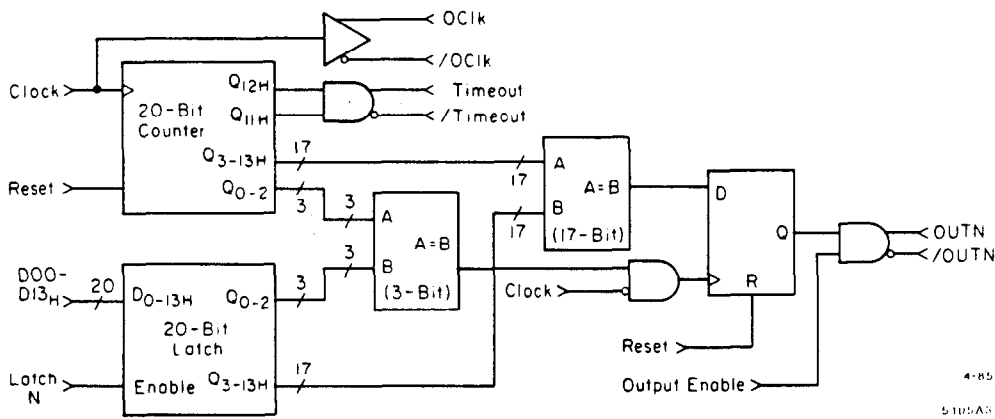 OClk
/OClk
Clock
Q12H
Timeout
20-Bit
Counter
Q11H
/Timeout
Q3-13H
17
17
A
A=B
Reset
Q0-2
3
3
A
B
17
(17-Bit)
D
Q
OUTN
/OUTN
A=B
D00-
D13H
20
D0-13H
Q0-2
3
3
B
(3-Bit)
Clock
R
20-Bit
Latch
Reset
Latch
N
Enable
Q3-13H
17
Output Enable
4-85